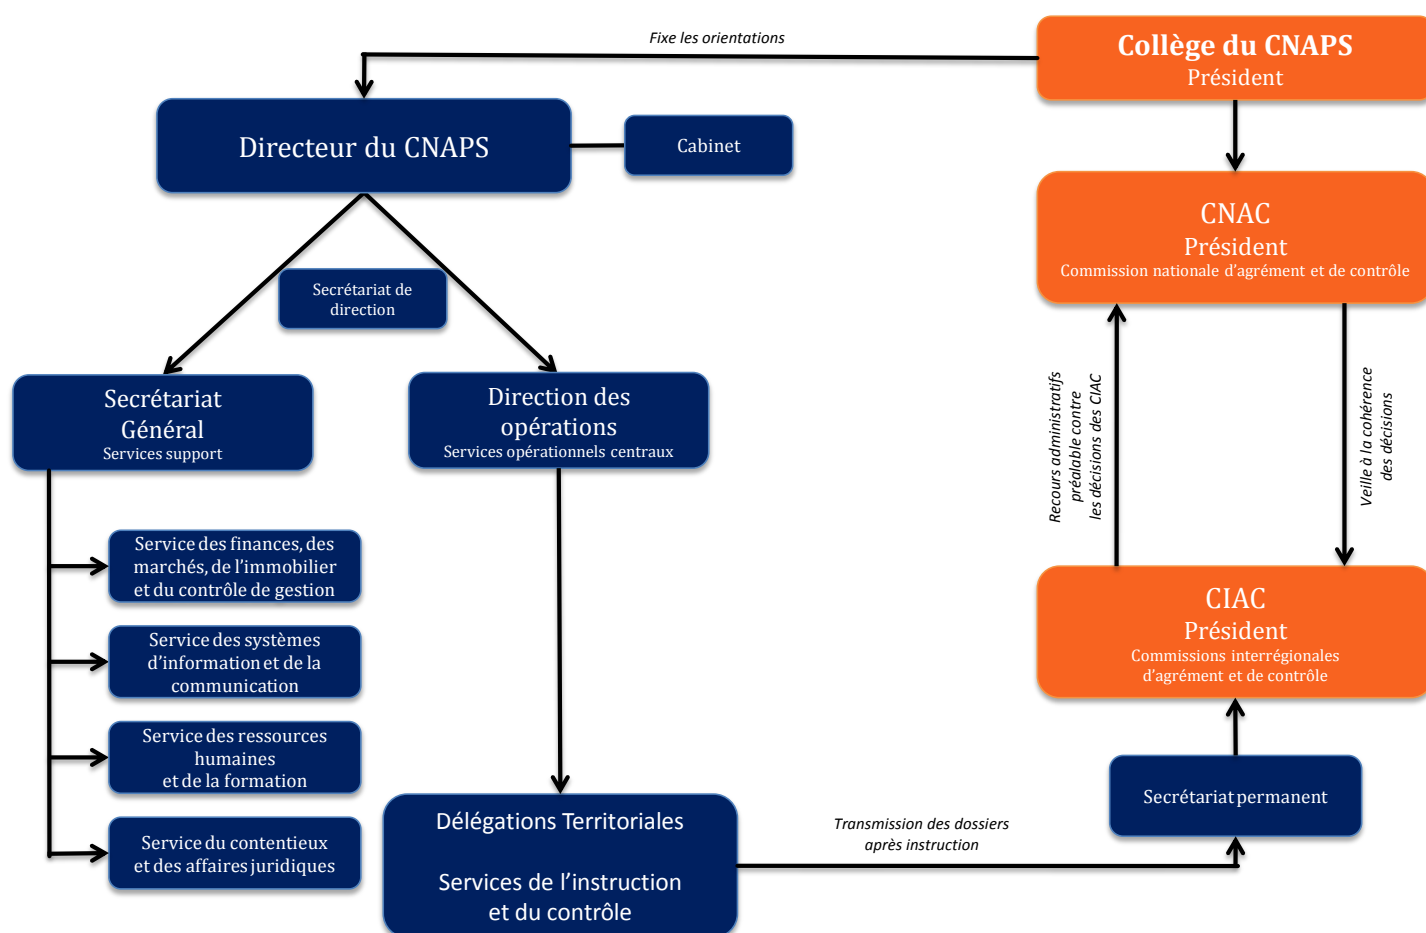 Fixe les orientations
Collège du CNAPS
Président
Directeur du CNAPS
Cabinet
CNAC
Président
Commission nationale d'agrément et de contrôle
Secrétariat de
direction
Secrétariat
Général
Services support
Direction des
opérations
Services opérationnels centraux
Recours administratifs
préalable contre
les décisions des CIAC
Veille à la cohérence
des décisions
Service des finances, des
marchés, de l'immobilier
et du contrôle de gestion
Service des systèmes
d'information et de la
communication
Service des ressources
humaines
et de la formation
Service du contentieux
et des affaires juridiques
CIAC
Président
Commissions interrégionales
d'agrément et de contrôle
Secrétariat permanent
Délégations Territoriales
Services de l'instruction
et du contrôle
Transmission des dossiers
après instruction